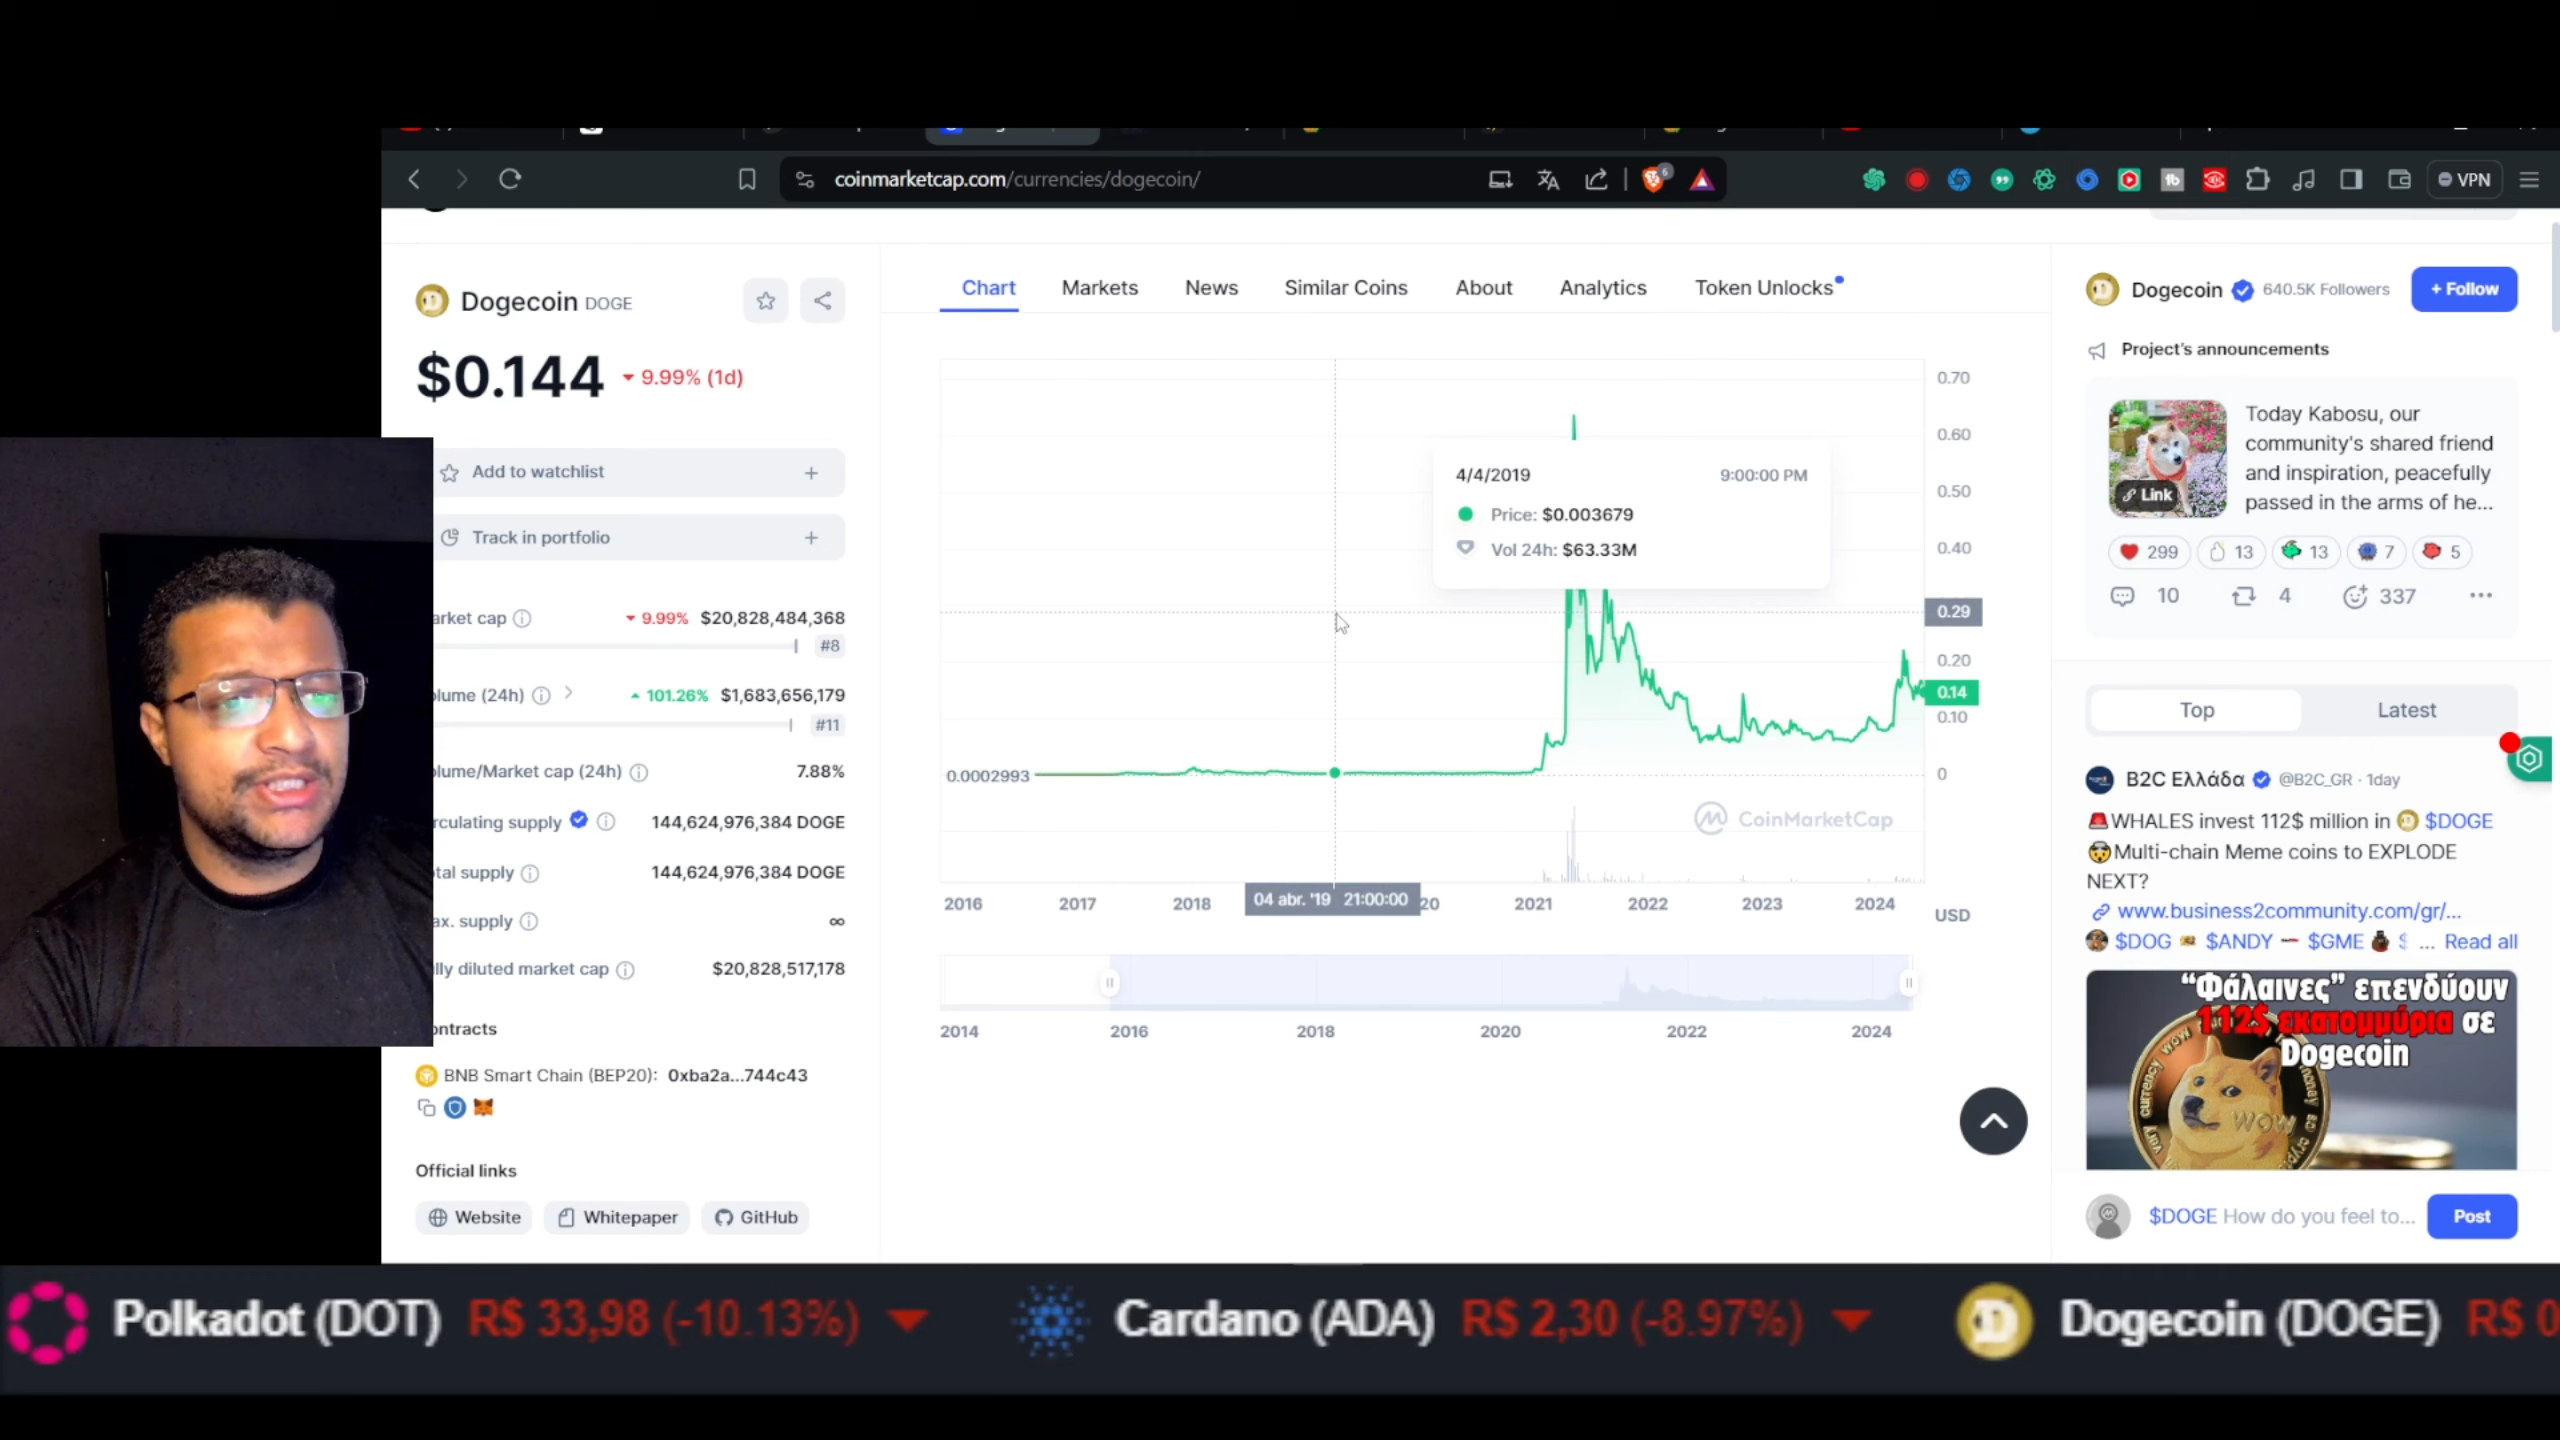 coinmarketcap.com/currencies/dogecoin/
6
VPN
Dogecoin DOGE
$0.144 9.99% (1d)
Add to watchlist +
Track in portfolio +
arket cap 9.99% $20,828,484,368
#8
lume (24h) 101.26% $1,683,656,179
#11
lume/Market cap (24h) 7.88%
rculating supply 144,624,976,384 DOGE
tal supply 144,624,976,384 DOGE
ax. supply ∞
lly diluted market cap $20,828,517,178
ontracts
BNB Smart Chain (BEP20): 0xba2a...744c43
Official links
Website Whitepaper GitHub
Chart Markets News Similar Coins About Analytics Token Unlocks
0.70
0.60
0.50
0.40
0.29
0.20
0.14
0.10
0
4/4/2019 9:00:00 PM
Price: $0.003679
Vol 24h: $63.33M
0.0002993
CoinMarketCap
2016 2017 2018 04 abr. '19 21:00:00 20 2021 2022 2023 2024
USD
2014 2016 2018 2020 2022 2024
Dogecoin 640.5K Followers + Follow
Project's announcements
Link
Today Kabosu, our
community's shared friend
and inspiration, peacefully
passed in the arms of he...
299 13 13 7 5
10 4 337
Top Latest
B2C Ελλάδα @B2C_GR · 1day
WHALES invest 112$ million in $DOGE
Multi-chain Meme coins to EXPLODE
NEXT?
www.business2community.com/gr/...
$DOG $ANDY $GME $ ... Read all
“Φάλαινες” επενδύουν
112$ εκατομμύρια σε
Dogecoin
WOW
$DOGE How do you feel to... Post
Polkadot (DOT) R$ 33,98 (-10.13%) Cardano (ADA) R$ 2,30 (-8.97%) Dogecoin (DOGE) R$ 0